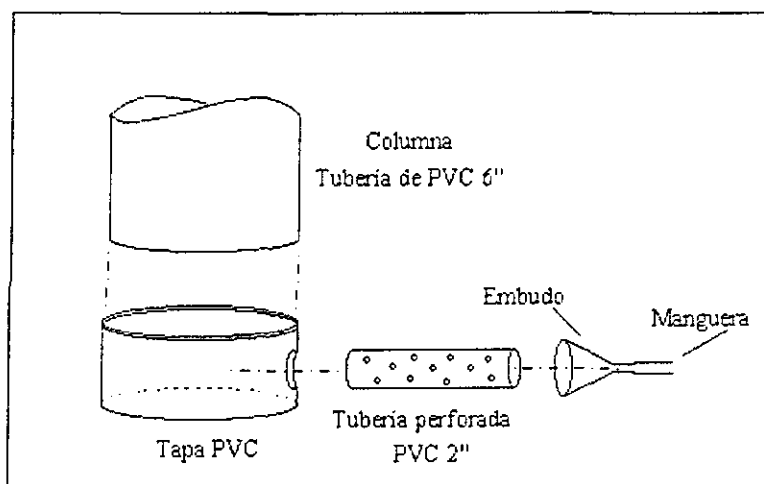 Columna
Tubería de PVC 6"
Embudo
Manguera
Tubería perforada
PVC 2"
Tapa PVC